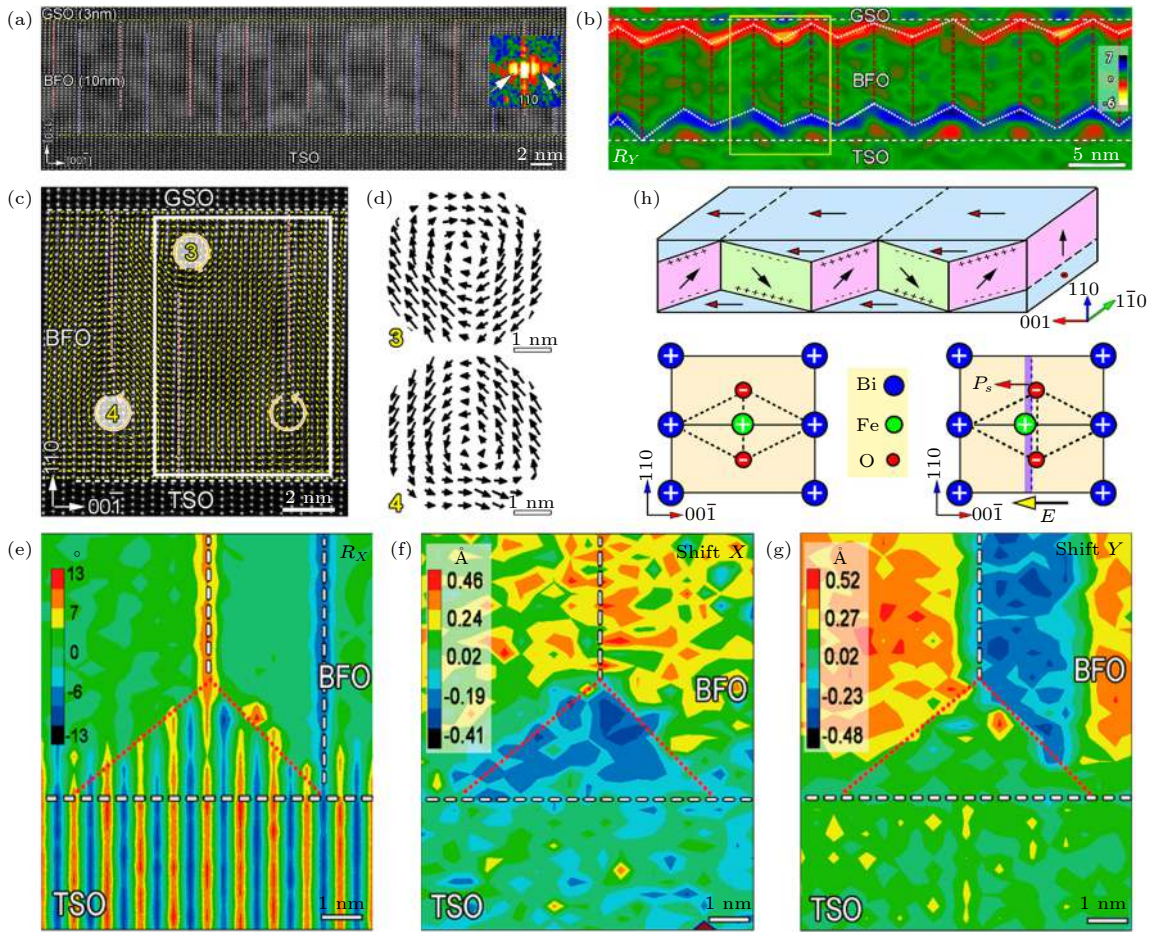 (a)
GSO (3nm)
BFO (10nm)
TSO
[001̄]
110
2 nm
(b)
GSO
BFO
TSO
R_Y
7
0
-6
5 nm
(c)
GSO
3
BFO
4
110
001̄
TSO
2 nm
(d)
3
1 nm
4
1 nm
(h)
110
11̄0
001
Bi
Fe
O
P_s
110
001̄
110
001̄
E
(e)
°
R_X
13
7
0
-6
-13
BFO
TSO
1 nm
(f)
Å
Shift X
0.46
0.24
0.02
-0.19
-0.41
BFO
TSO
1 nm
(g)
Å
Shift Y
0.52
0.27
0.02
-0.23
-0.48
BFO
TSO
1 nm